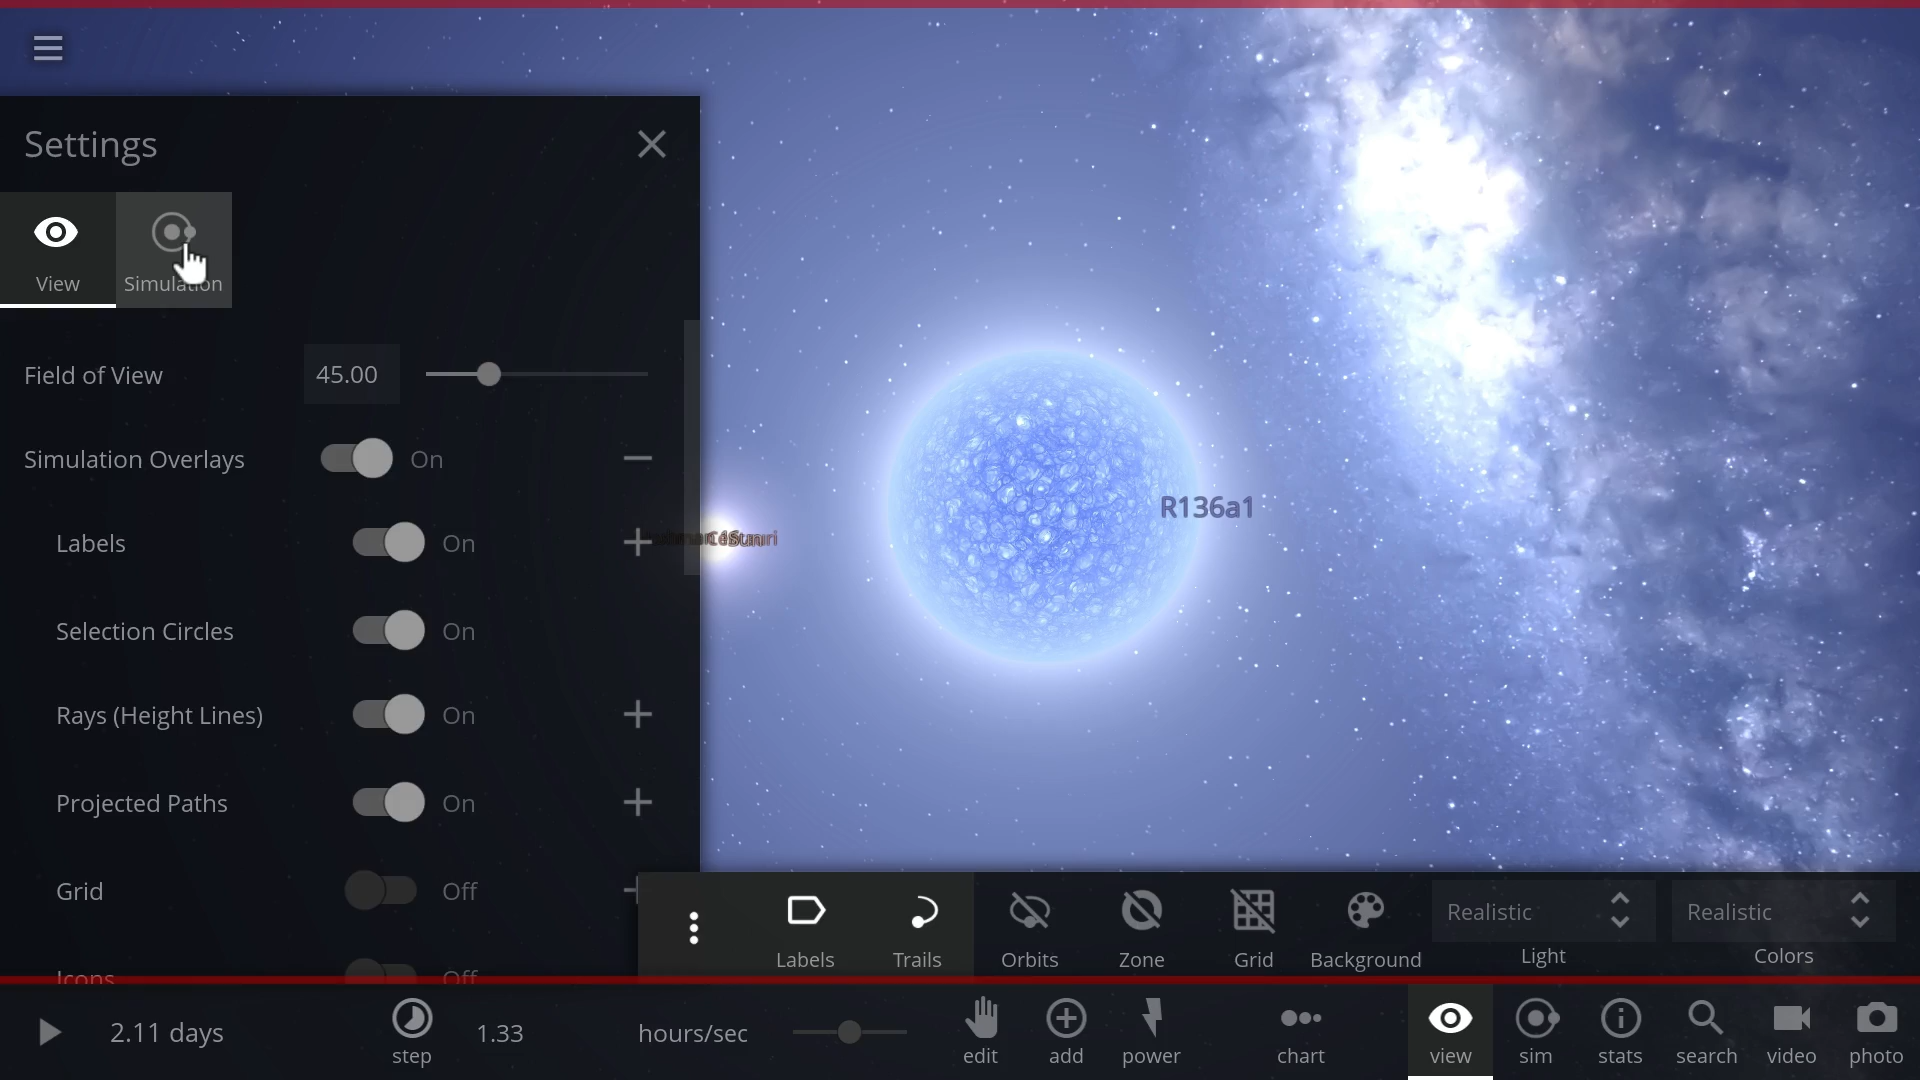 Settings
View
Simulation
Field of View
45.00
Simulation Overlays
On
Labels
On
Selection Circles
On
Rays (Height Lines)
On
Projected Paths
On
Grid
Off
Icons
Off
R136a1
Labels
Trails
Orbits
Zone
Grid
Background
Realistic
Light
Realistic
Colors
2.11 days
step
1.33
hours/sec
edit
add
power
chart
view
sim
stats
search
video
photo